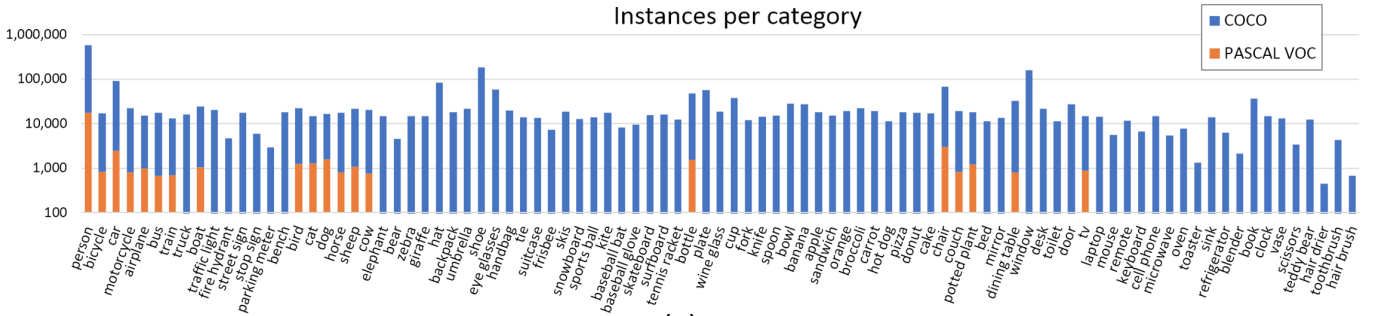 Instances per category
COCO
PASCAL VOC
1,000,000
100,000
10,000
1,000
100
person
bicycle
car
motorcycle
airplane
bus
train
truck
boat
traffic light
fire hydrant
street sign
stop sign
parking meter
bench
bird
cat
dog
horse
sheep
cow
elephant
bear
zebra
giraffe
hat
backpack
umbrella
shoe
eye glasses
handbag
tie
suitcase
frisbee
skis
snowboard
sports ball
kite
baseball bat
baseball glove
skateboard
surfboard
tennis racket
bottle
plate
wine glass
cup
fork
knife
spoon
bowl
banana
apple
sandwich
orange
broccoli
carrot
hot dog
pizza
donut
cake
chair
couch
potted plant
bed
mirror
dining table
window
desk
toilet
door
tv
laptop
mouse
remote
keyboard
cell phone
microwave
oven
toaster
sink
refrigerator
blender
book
clock
vase
scissors
teddy bear
hair drier
toothbrush
hair brush